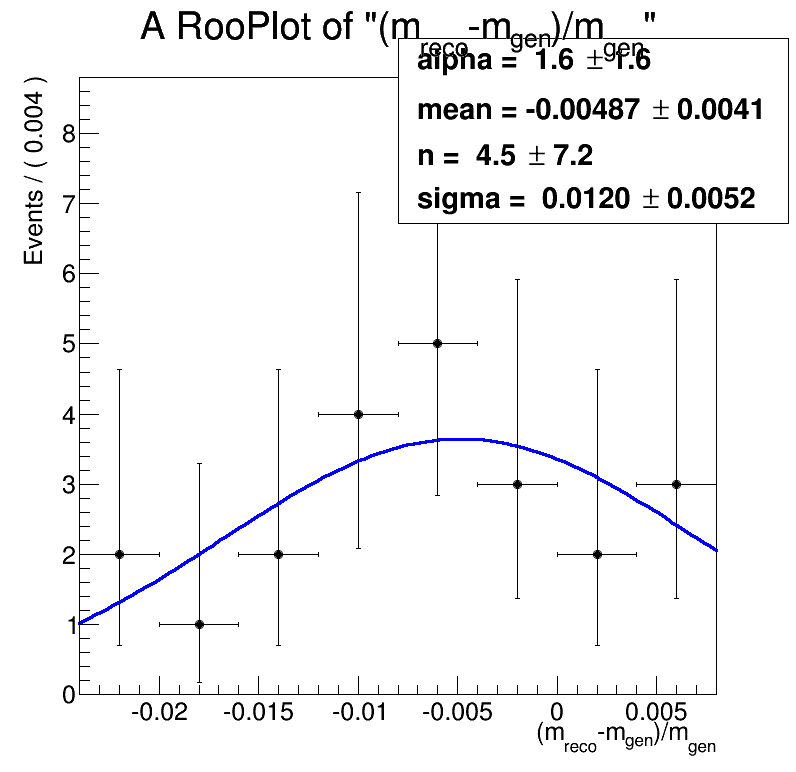 A RooPlot of "(m_reco-m_gen)/m_gen"
alpha = 1.6 ± 1.6
mean = -0.00487 ± 0.0041
n = 4.5 ± 7.2
sigma = 0.0120 ± 0.0052
Events / ( 0.004 )
8
7
6
5
4
3
2
1
0
-0.02 -0.015 -0.01 -0.005 0 0.005
(m_reco-m_gen)/m_gen